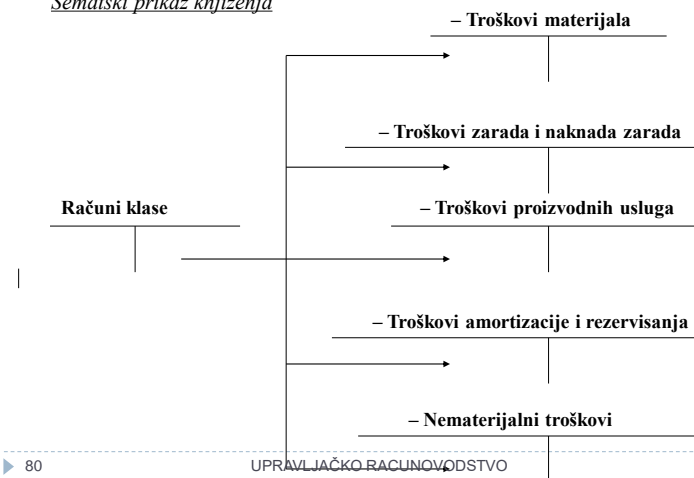 Šematski prikaz knjiženja
– Troškovi materijala
– Troškovi zarada i naknada zarada
Računi klase
– Troškovi proizvodnih usluga
– Troškovi amortizacije i rezervisanja
– Nematerijalni troškovi
80
UPRAVLJAČKO RACUNOVODSTVO